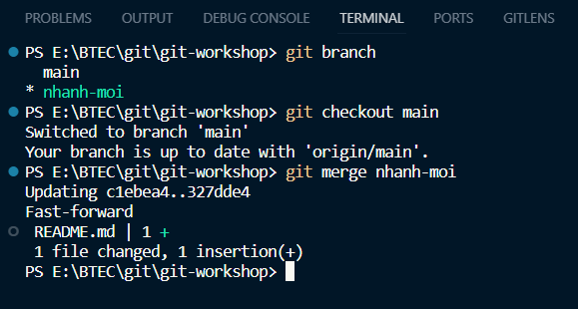 PROBLEMS OUTPUT DEBUG CONSOLE TERMINAL PORTS GITLENS
PS E:\BTEC\git\git-workshop> git branch
  main
* nhanh-moi
PS E:\BTEC\git\git-workshop> git checkout main
Switched to branch 'main'
Your branch is up to date with 'origin/main'.
PS E:\BTEC\git\git-workshop> git merge nhanh-moi
Updating c1ebea4..327dde4
Fast-forward
 README.md | 1 +
 1 file changed, 1 insertion(+)
PS E:\BTEC\git\git-workshop>